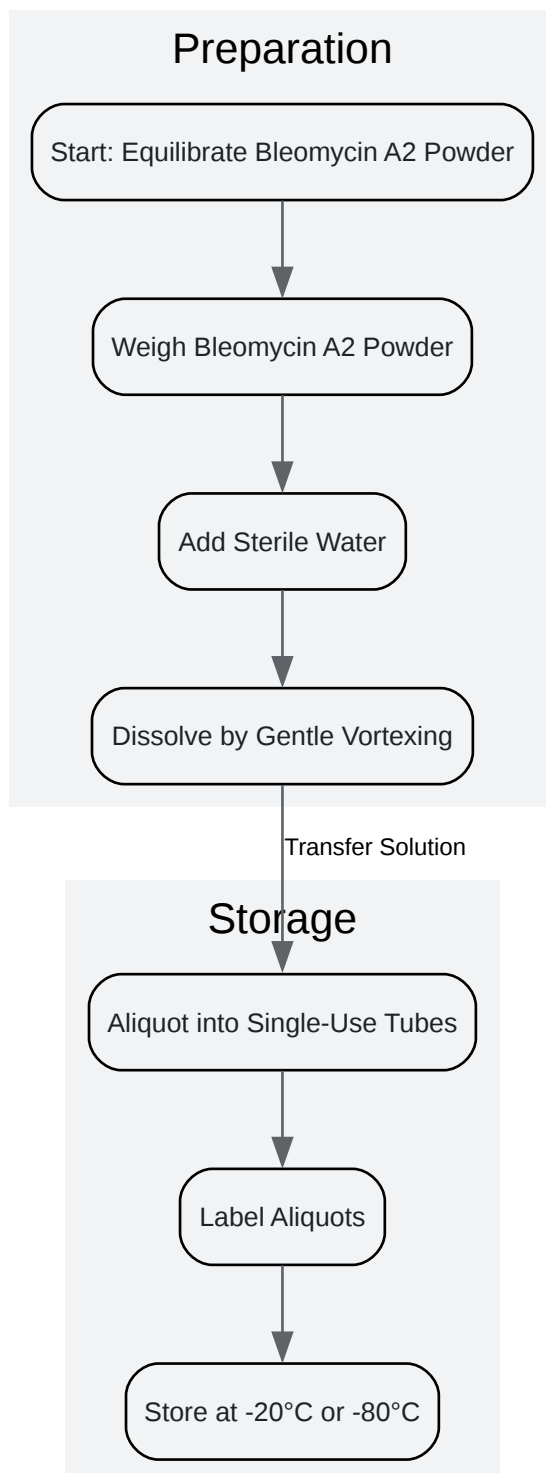 Preparation
Start: Equilibrate Bleomycin A2 Powder
Weigh Bleomycin A2 Powder
Add Sterile Water
Dissolve by Gentle Vortexing
Transfer Solution
Storage
Aliquot into Single-Use Tubes
Label Aliquots
Store at -20°C or -80°C